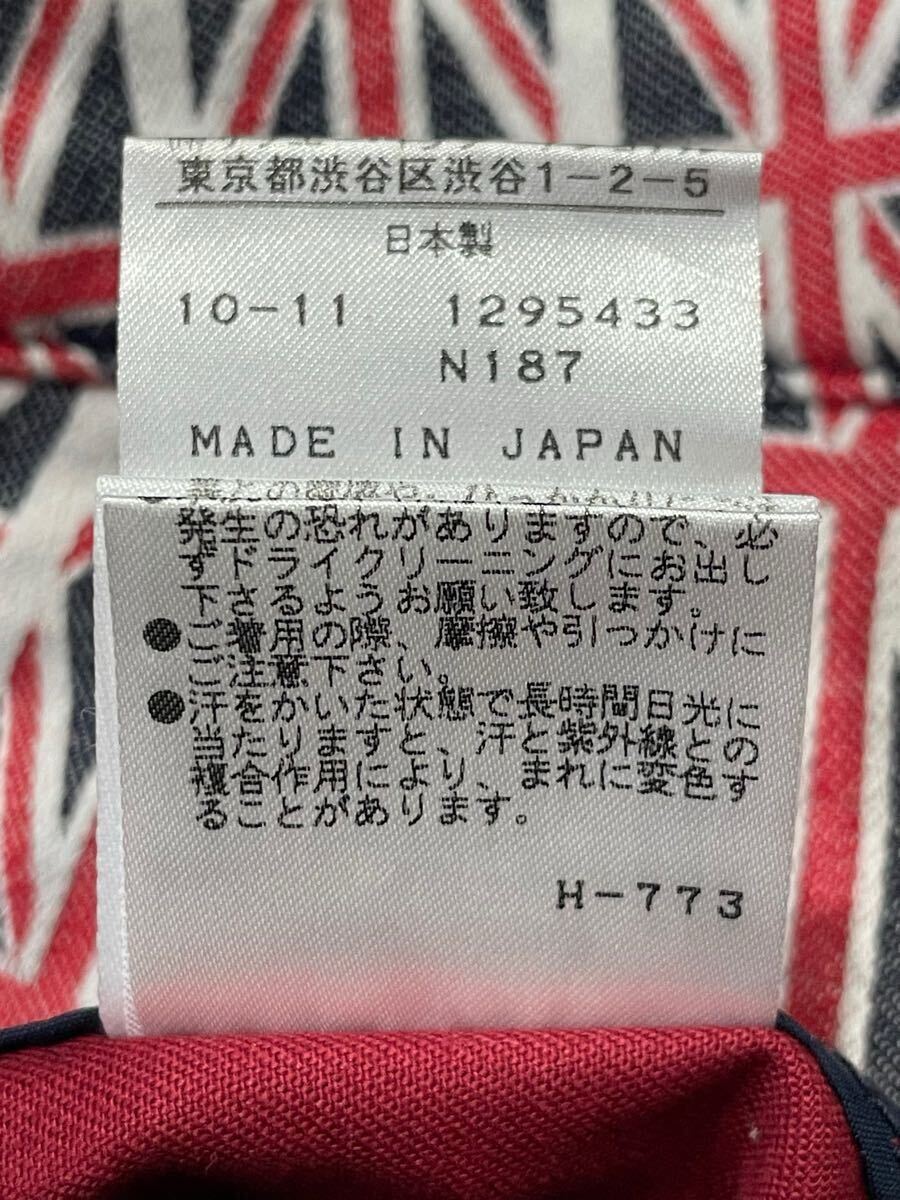 東京都渋谷区渋谷1-2-5
日本製
10-11 1295433
N187
MADE IN JAPAN
発生の恐れがありますので、必
ずドライクリーニングにお出し
下さるようお願い致します。
●ご着用の際、摩擦や引っかけに
ご注意下さい。
●汗をかいた状態で長時間日光に
当たりますと、汗と紫外線との
複合作用により、まれに変色す
ることがあります。
H-773